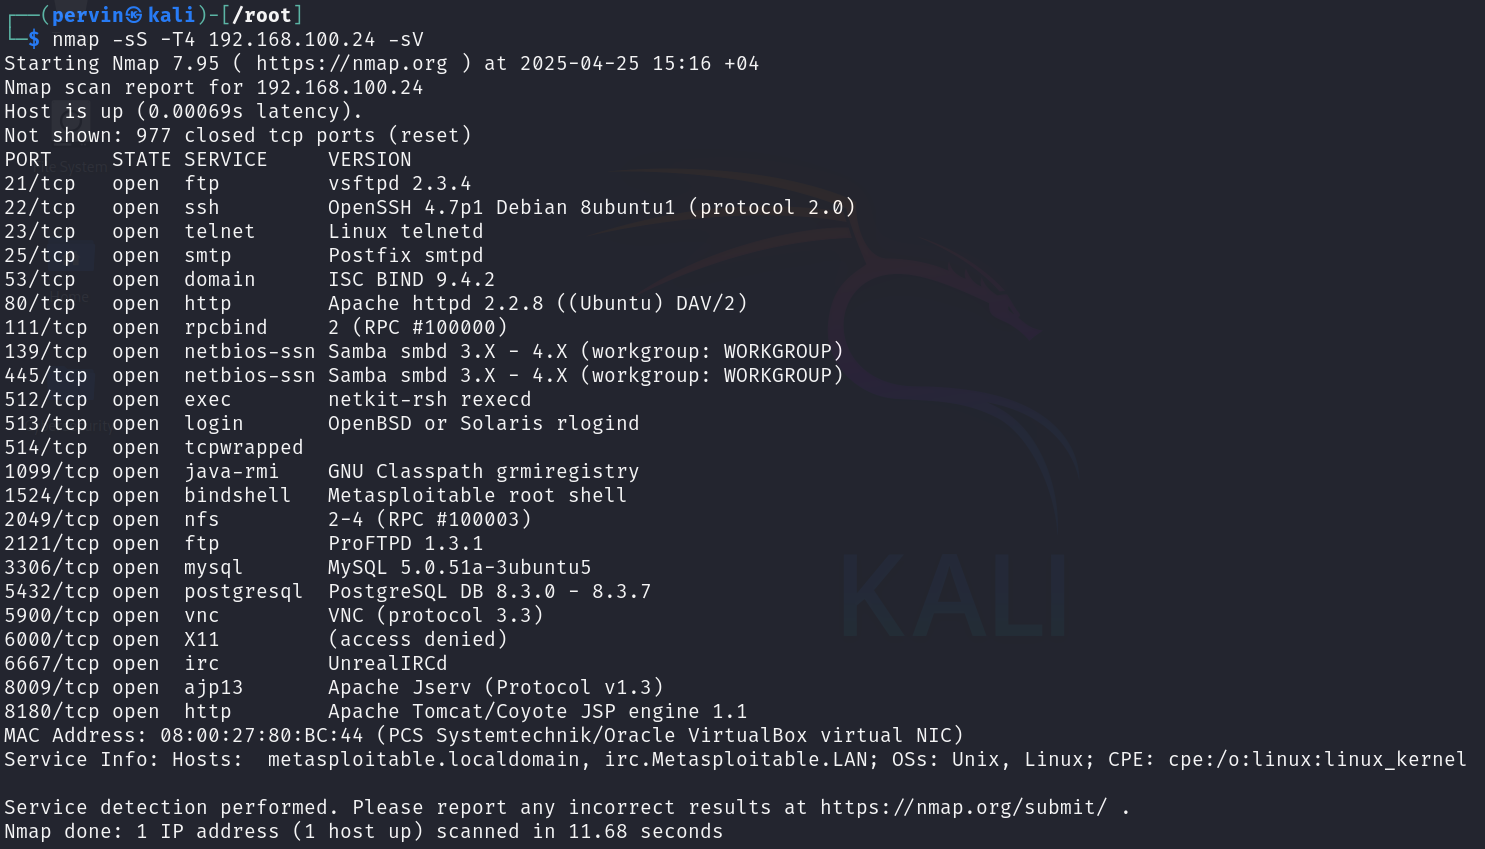 ┌──(pervin㉿kali)-[/root]
└─$ nmap -sS -T4 192.168.100.24 -sV
Starting Nmap 7.95 ( https://nmap.org ) at 2025-04-25 15:16 +04
Nmap scan report for 192.168.100.24
Host is up (0.00069s latency).
Not shown: 977 closed tcp ports (reset)
PORT     STATE SERVICE     VERSION
21/tcp   open  ftp         vsftpd 2.3.4
22/tcp   open  ssh         OpenSSH 4.7p1 Debian 8ubuntu1 (protocol 2.0)
23/tcp   open  telnet      Linux telnetd
25/tcp   open  smtp        Postfix smtpd
53/tcp   open  domain      ISC BIND 9.4.2
80/tcp   open  http        Apache httpd 2.2.8 ((Ubuntu) DAV/2)
111/tcp  open  rpcbind     2 (RPC #100000)
139/tcp  open  netbios-ssn Samba smbd 3.X - 4.X (workgroup: WORKGROUP)
445/tcp  open  netbios-ssn Samba smbd 3.X - 4.X (workgroup: WORKGROUP)
512/tcp  open  exec        netkit-rsh rexecd
513/tcp  open  login       OpenBSD or Solaris rlogind
514/tcp  open  tcpwrapped
1099/tcp open  java-rmi    GNU Classpath grmiregistry
1524/tcp open  bindshell   Metasploitable root shell
2049/tcp open  nfs         2-4 (RPC #100003)
2121/tcp open  ftp         ProFTPD 1.3.1
3306/tcp open  mysql       MySQL 5.0.51a-3ubuntu5
5432/tcp open  postgresql  PostgreSQL DB 8.3.0 - 8.3.7
5900/tcp open  vnc         VNC (protocol 3.3)
6000/tcp open  X11         (access denied)
6667/tcp open  irc         UnrealIRCd
8009/tcp open  ajp13       Apache Jserv (Protocol v1.3)
8180/tcp open  http        Apache Tomcat/Coyote JSP engine 1.1
MAC Address: 08:00:27:80:BC:44 (PCS Systemtechnik/Oracle VirtualBox virtual NIC)
Service Info: Hosts:  metasploitable.localdomain, irc.Metasploitable.LAN; OSs: Unix, Linux; CPE: cpe:/o:linux:linux_kernel

Service detection performed. Please report any incorrect results at https://nmap.org/submit/ .
Nmap done: 1 IP address (1 host up) scanned in 11.68 seconds
KALI
System